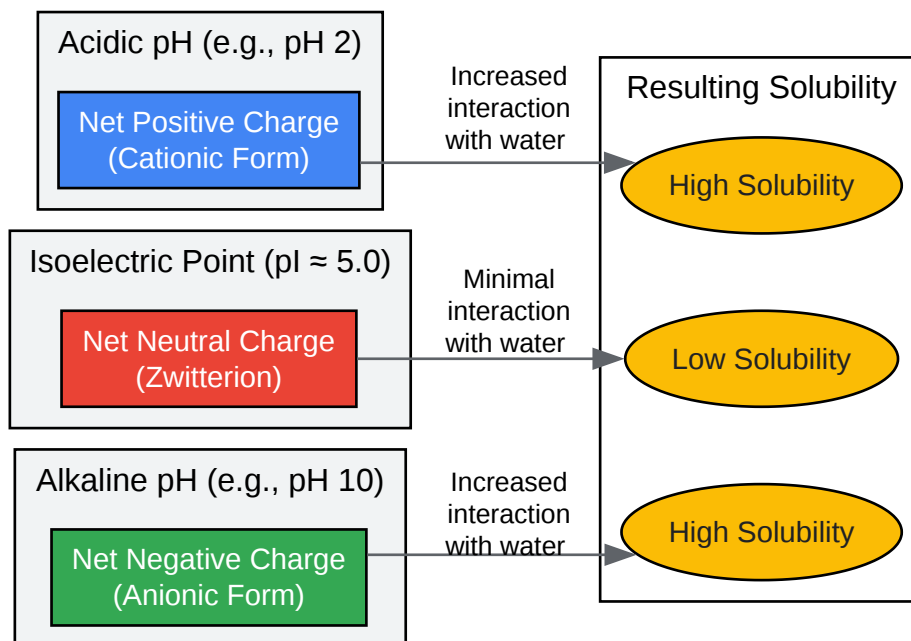 Acidic pH (e.g., pH 2)
Net Positive Charge
(Cationic Form)
Increased
interaction
with water
Resulting Solubility
High Solubility
Isoelectric Point (pI ≈ 5.0)
Net Neutral Charge
(Zwitterion)
Minimal
interaction
with water
Low Solubility
Alkaline pH (e.g., pH 10)
Net Negative Charge
(Anionic Form)
Increased
interaction
with water
High Solubility